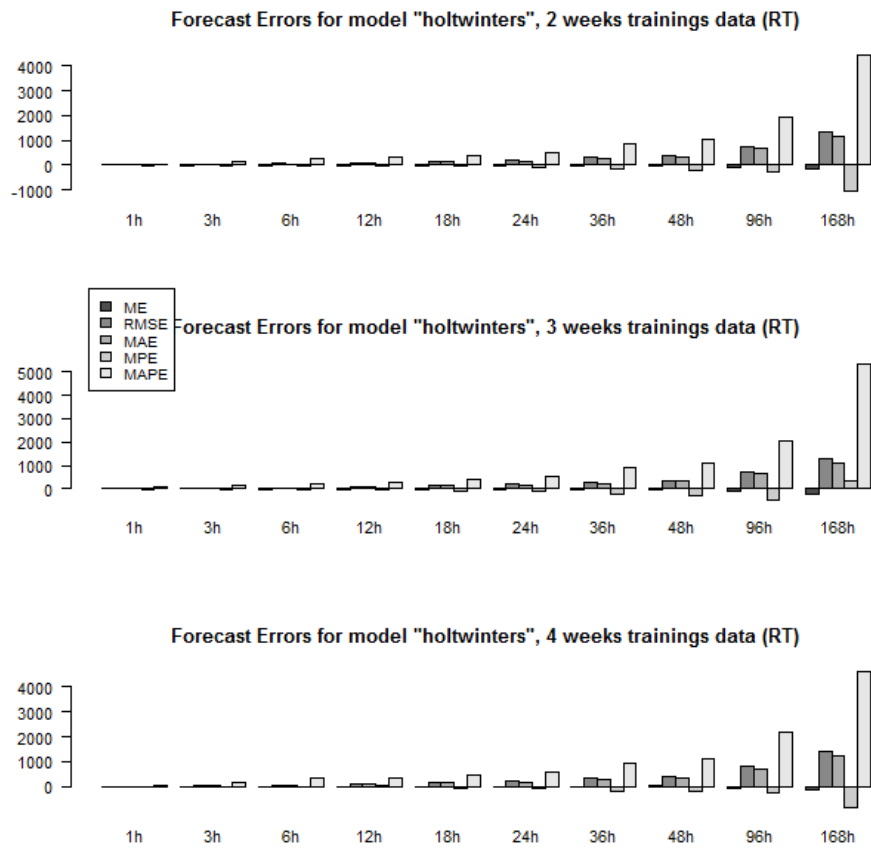 Forecast Errors for model "holtwinters", 2 weeks trainings data (RT)
4000
3000
2000
1000
0
-1000
1h 3h 6h 12h 18h 24h 36h 48h 96h 168h
ME
RMSE
MAE
MPE
MAPE
Forecast Errors for model "holtwinters", 3 weeks trainings data (RT)
5000
4000
3000
2000
1000
0
1h 3h 6h 12h 18h 24h 36h 48h 96h 168h
Forecast Errors for model "holtwinters", 4 weeks trainings data (RT)
4000
3000
2000
1000
0
1h 3h 6h 12h 18h 24h 36h 48h 96h 168h